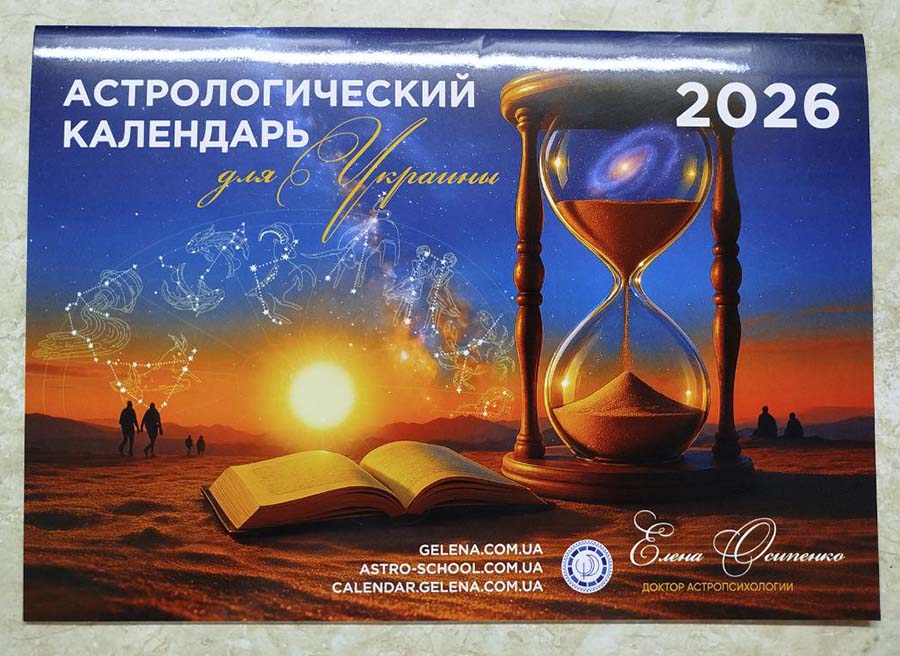 АСТРОЛОГИЧЕСКИЙ
КАЛЕНДАРЬ
для Украины
2026
GELENA.COM.UA
ASTRO-SCHOOL.COM.UA
CALENDAR.GELENA.COM.UA
Елена Осипенко
ДОКТОР АСТРОПСИХОЛОГИИ